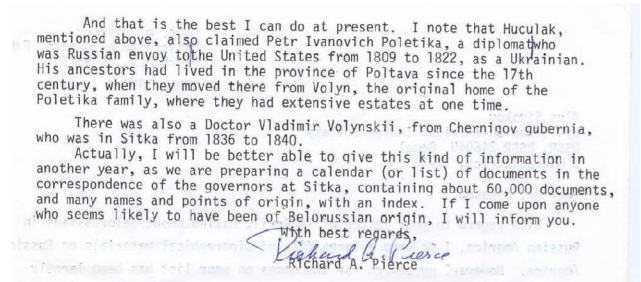 And that is the best I can do at present. I note that Huculak,
mentioned above, also claimed Petr Ivanovich Poletika, a diplomat who
was Russian envoy to the United States from 1809 to 1822, as a Ukrainian.
His ancestors had lived in the province of Poltava since the 17th
century, when they moved there from Volyn, the original home of the
Poletika family, where they had extensive estates at one time.
There was also a Doctor Vladimir Volynskii, from Chernigov gubernia,
who was in Sitka from 1836 to 1840.
Actually, I will be better able to give this kind of information in
another year, as we are preparing a calendar (or list) of documents in the
correspondence of the governors at Sitka, containing about 60,000 documents,
and many names and points of origin, with an index. If I come upon anyone
who seems likely to have been of Belorussian origin, I will inform you.
With best regards,
Richard A. Pierce
Richard A. Pierce